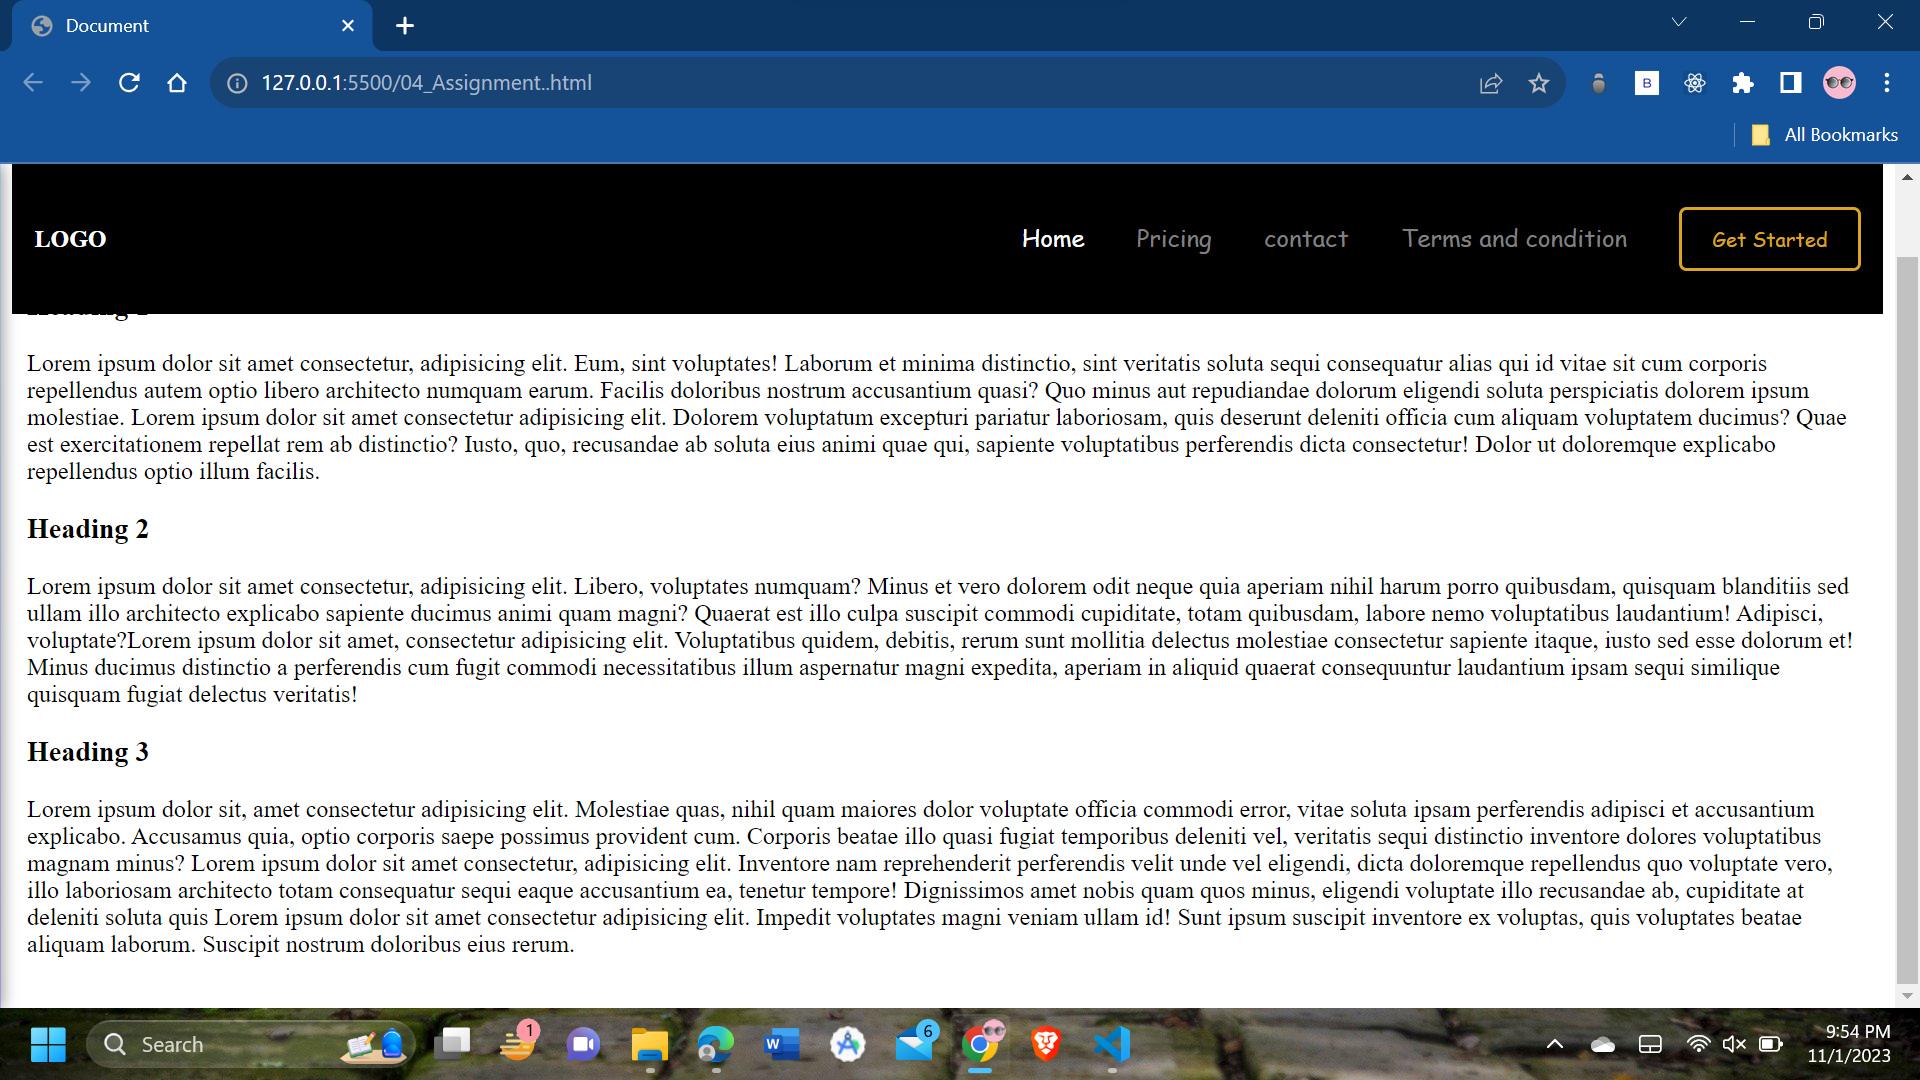 Document
127.0.0.1:5500/04_Assignment..html
B
All Bookmarks
LOGO Home Pricing contact Terms and condition Get Started
Lorem ipsum dolor sit amet consectetur, adipisicing elit. Eum, sint voluptates! Laborum et minima distinctio, sint veritatis soluta sequi consequatur alias qui id vitae sit cum corporis
repellendus autem optio libero architecto numquam earum. Facilis doloribus nostrum accusantium quasi? Quo minus aut repudiandae dolorum eligendi soluta perspiciatis dolorem ipsum
molestiae. Lorem ipsum dolor sit amet consectetur adipisicing elit. Dolorem voluptatum excepturi pariatur laboriosam, quis deserunt deleniti officia cum aliquam voluptatem ducimus? Quae
est exercitationem repellat rem ab distinctio? Iusto, quo, recusandae ab soluta eius animi quae qui, sapiente voluptatibus perferendis dicta consectetur! Dolor ut doloremque explicabo
repellendus optio illum facilis.
Heading 2
Lorem ipsum dolor sit amet consectetur, adipisicing elit. Libero, voluptates numquam? Minus et vero dolorem odit neque quia aperiam nihil harum porro quibusdam, quisquam blanditiis sed
ullam illo architecto explicabo sapiente ducimus animi quam magni? Quaerat est illo culpa suscipit commodi cupiditate, totam quibusdam, labore nemo voluptatibus laudantium! Adipisci,
voluptate?Lorem ipsum dolor sit amet, consectetur adipisicing elit. Voluptatibus quidem, debitis, rerum sunt mollitia delectus molestiae consectetur sapiente itaque, iusto sed esse dolorum et!
Minus ducimus distinctio a perferendis cum fugit commodi necessitatibus illum aspernatur magni expedita, aperiam in aliquid quaerat consequuntur laudantium ipsam sequi similique
quisquam fugiat delectus veritatis!
Heading 3
Lorem ipsum dolor sit, amet consectetur adipisicing elit. Molestiae quas, nihil quam maiores dolor voluptate officia commodi error, vitae soluta ipsam perferendis adipisci et accusantium
explicabo. Accusamus quia, optio corporis saepe possimus provident cum. Corporis beatae illo quasi fugiat temporibus deleniti vel, veritatis sequi distinctio inventore dolores voluptatibus
magnam minus? Lorem ipsum dolor sit amet consectetur, adipisicing elit. Inventore nam reprehenderit perferendis velit unde vel eligendi, dicta doloremque repellendus quo voluptate vero,
illo laboriosam architecto totam consequatur sequi eaque accusantium ea, tenetur tempore! Dignissimos amet nobis quam quos minus, eligendi voluptate illo recusandae ab, cupiditate at
deleniti soluta quis Lorem ipsum dolor sit amet consectetur adipisicing elit. Impedit voluptates magni veniam ullam id! Sunt ipsum suscipit inventore ex voluptas, quis voluptates beatae
aliquam laborum. Suscipit nostrum doloribus eius rerum.
Search 1 W 6 9:54 PM
11/1/2023